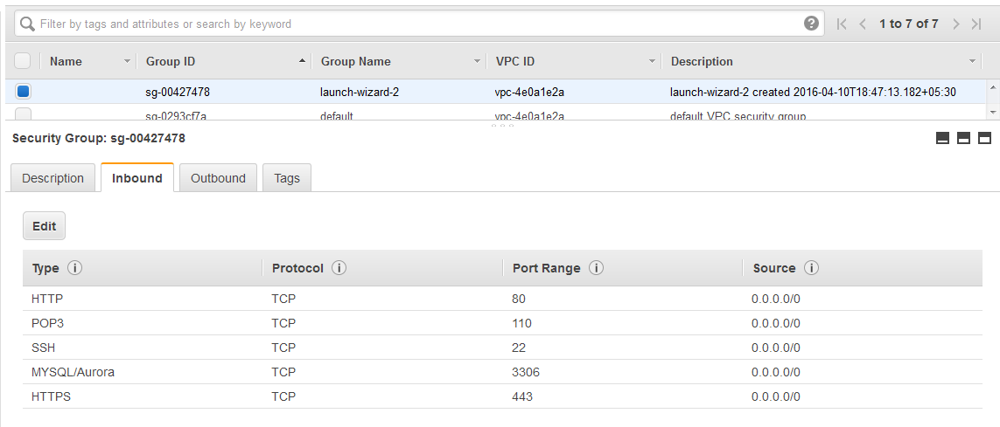 Filter by tags and attributes or search by keyword ? 1 to 7 of 7
Name Group ID Group Name VPC ID Description
sg-00427478 launch-wizard-2 vpc-4e0a1e2a launch-wizard-2 created 2016-04-10T18:47:13.182+05:30
sg-0293cf7a default vpc-4e0a1e2a default VPC security group
Security Group: sg-00427478
Description Inbound Outbound Tags
Edit
Type i Protocol i Port Range i Source i
HTTP TCP 80 0.0.0.0/0
POP3 TCP 110 0.0.0.0/0
SSH TCP 22 0.0.0.0/0
MYSQL/Aurora TCP 3306 0.0.0.0/0
HTTPS TCP 443 0.0.0.0/0